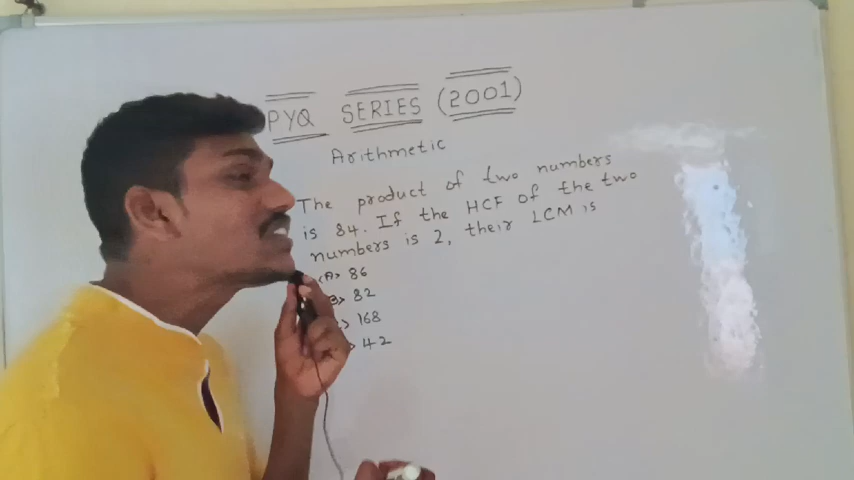 PYQ SERIES (2001)
Arithmetic
The product of two numbers
is 84. If the HCF of the two
numbers is 2, their LCM is
(A) 86
B) 82
) 168
) 42